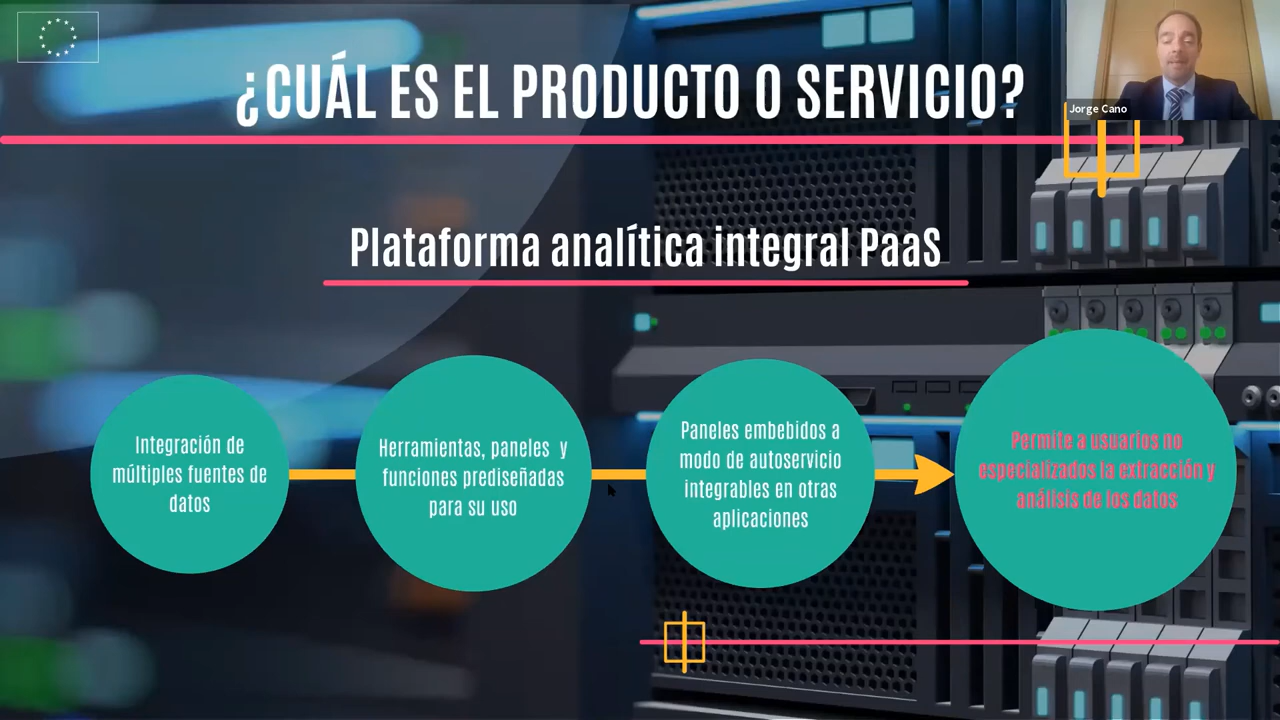 ¿CUÁL ES EL PRODUCTO O SERVICIO?
Jorge Cano
Plataforma analítica integral PaaS
Integración de
múltiples fuentes de
datos
Herramientas, paneles y
funciones prediseñadas
para su uso
Paneles embebidos a
modo de autoservicio
integrables en otras
aplicaciones
Permite a usuarios no
especializados la extracción y
análisis de los datos